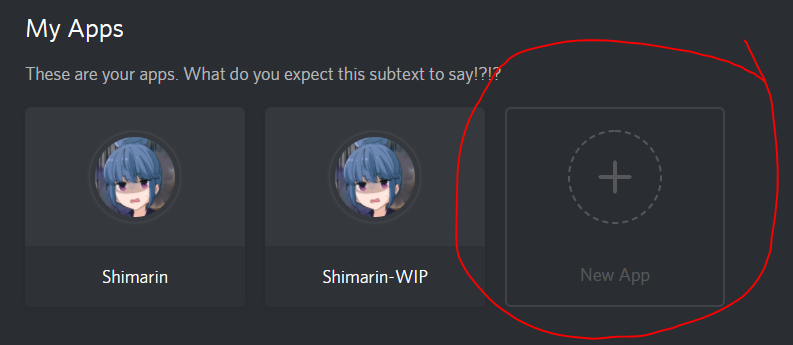 My Apps
These are your apps. What do you expect this subtext to say!?!?
Shimarin
Shimarin-WIP
New App